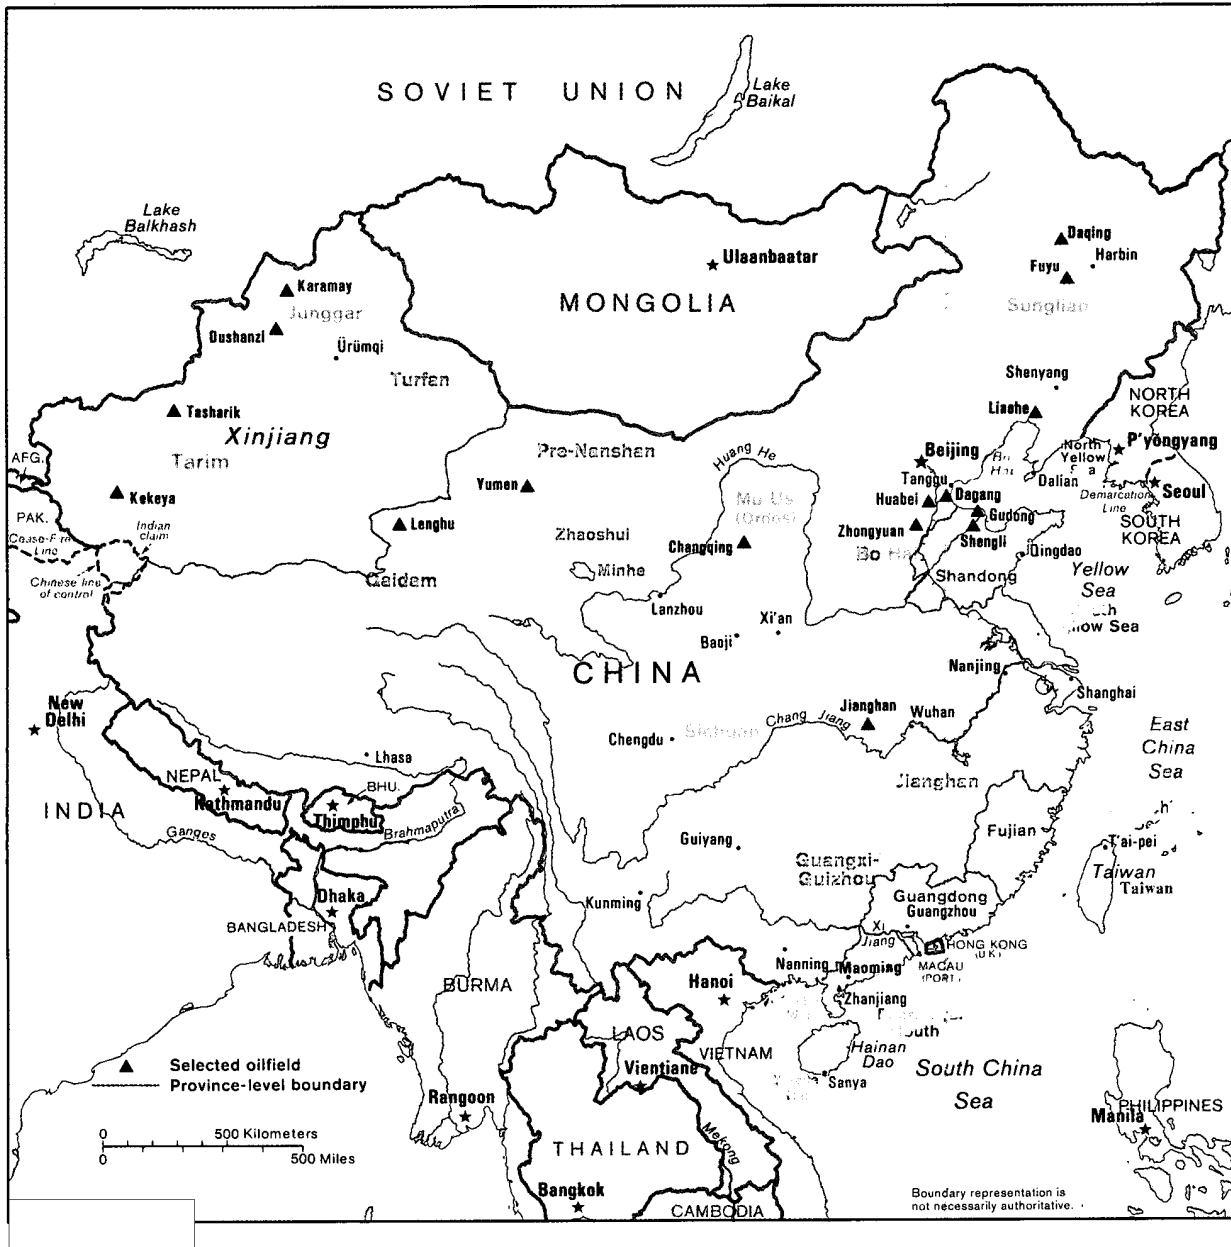 SOVIET UNION
Lake
Baikal
Lake
Balkhash
Daqing
Harbin
Fuyu
Sungliao
Ulaanbaatar
MONGOLIA
Karamay
Junggar
Dushanzi
Ürümqi
Turfan
Shenyang
Liaohe
NORTH
KOREA
Tasharik
Xinjiang
Tarim
AFG.
Pre-Nanshan
Huang He
Beijing
North
Yellow
P'yongyang
Tanggu
Dalian
Demarcation
Line
Seoul
Kekeya
Yumen
Mu Us
(Ordos)
Huabei
Dagang
Gudong
PAK.
Indian
claim
Cease-Fire
Line
Lenghu
Zhaoshui
Changqing
Zhongyuan
Shengli
SOUTH
KOREA
Bo Hai
Qingdao
Chinese line
of control
Qaidam
Minhe
Shandong
Yellow
Sea
Lanzhou
Xi'an
Baoji
CHINA
Nanjing
Shanghai
New
Delhi
Jianghan
Wuhan
Chang Jiang
Chengdu
Sichuan
East
China
Sea
Lhasa
NEPAL
BHU.
Kathmandu
Thimphu
Jianghan
INDIA
Ganges
Brahmaputra
Guiyang
Fujian
T'ai-pei
Guangxi-
Guizhou
Taiwan
Taiwan
Dhaka
Kunming
Guangdong
Guangzhou
BANGLADESH
Xi
Jiang
HONG KONG
(U.K.)
MACAU
(PORT.)
Nanning
Maoming
BURMA
Hanoi
Zhanjiang
LAOS
VIETNAM
Hainan
Dao
Selected oilfield
Province-level boundary
Vientiane
Sanya
South China
Sea
Rangoon
PHILIPPINES
Manila
0 500 Kilometers
0 500 Miles
THAILAND
Mekong
Bangkok
CAMBODIA
Boundary representation is
not necessarily authoritative.